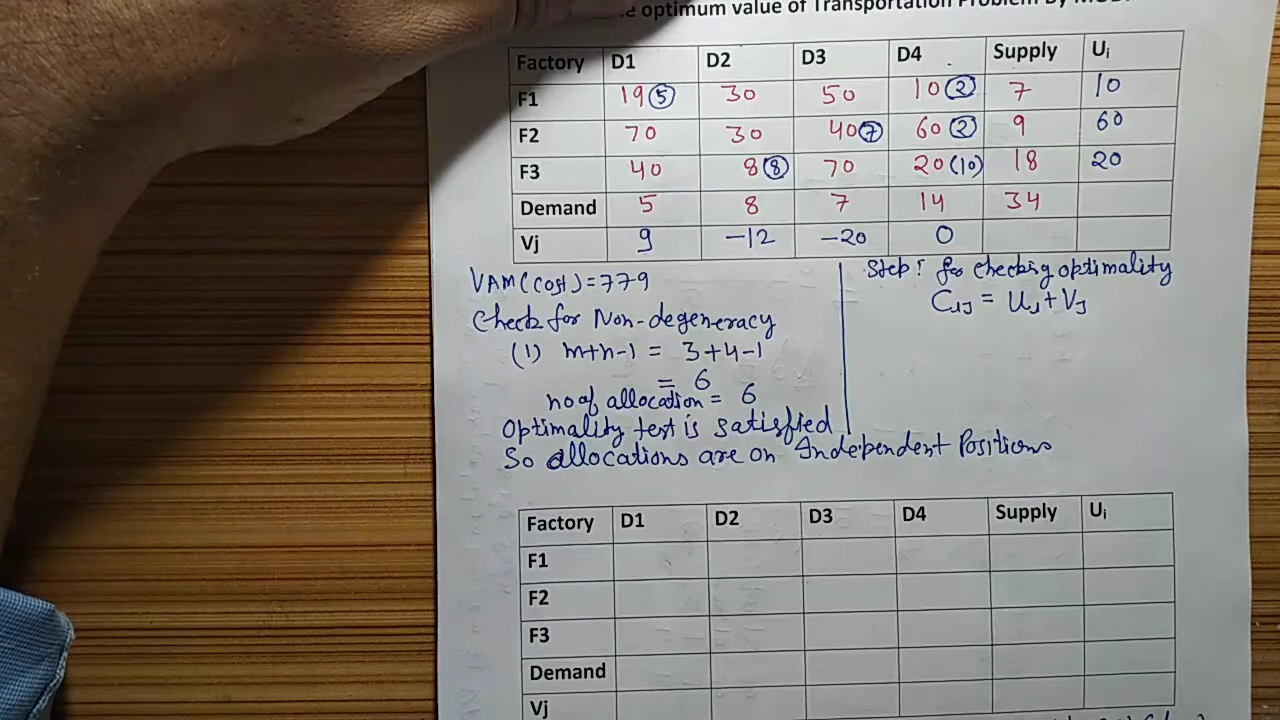 optimum value of Transportation Problem By
Factory D1 D2 D3 D4 Supply Ui
F1 19 (5) 30 50 10 (2) 7 10
F2 70 30 40 (7) 60 (2) 9 60
F3 40 8 (8) 70 20 (10) 18 20
Demand 5 8 7 14 34
Vj 9 -12 -20 0
VAM(cost)=779
Check for Non-degeneracy
(1) m+n-1 = 3+4-1
= 6
no of allocation = 6
Optimality test is satisfied
So allocations are on Independent Positions
Step: for checking optimality
CIJ = UJ + VJ
Factory D1 D2 D3 D4 Supply Ui
F1
F2
F3
Demand
Vj